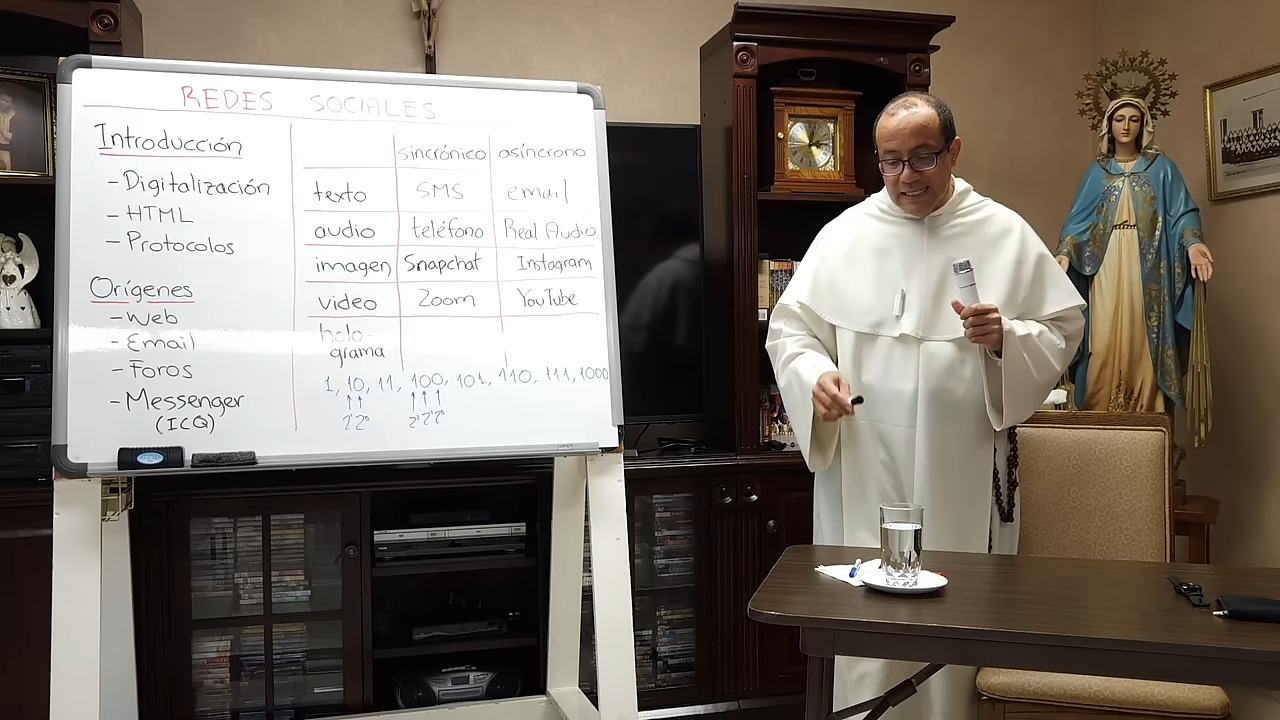 REDES SOCIALES
Introducción
- Digitalización
- HTML
- Protocolos
Orígenes
- Web
- Email
- Foros
- Messenger
(ICQ)
sincrónico asíncrono
texto SMS email
audio teléfono Real Audio
imagen Snapchat Instagram
video Zoom YouTube
holo
grama
1, 10, 11, 100, 101, 110, 111, 1000
2¹2⁰ 2²2¹2⁰